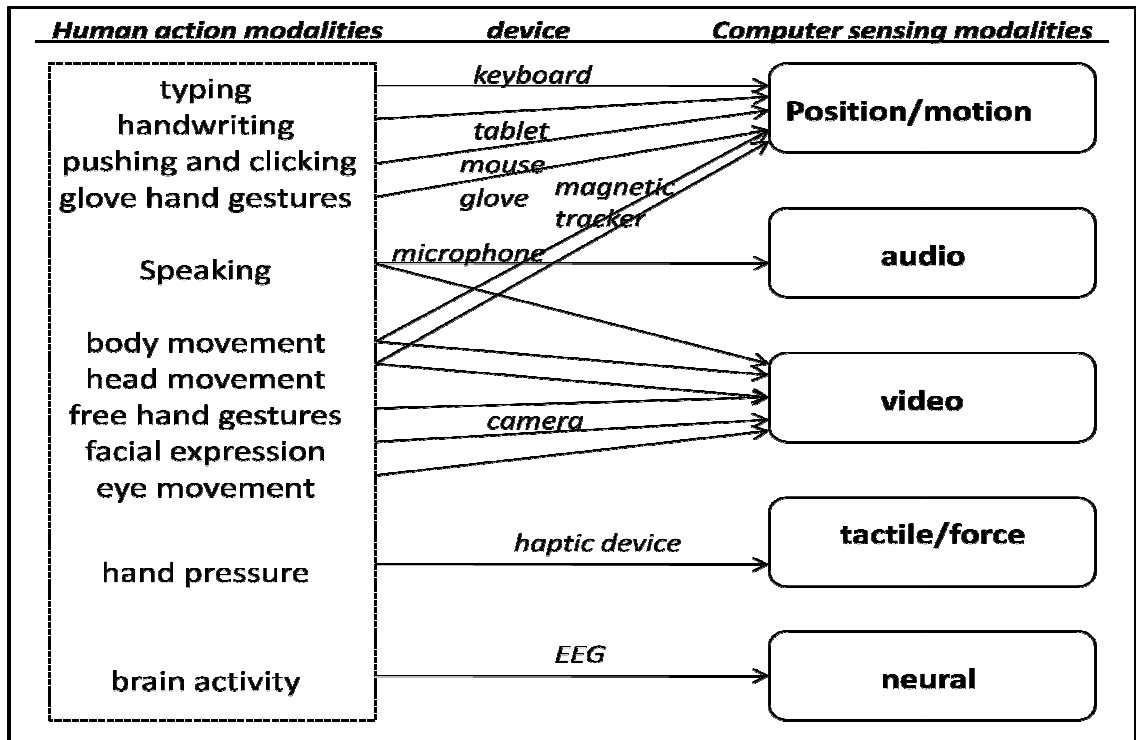 Human action modalities device Computer sensing modalities
typing
handwriting
pushing and clicking
glove hand gestures
Speaking
body movement
head movement
free hand gestures
facial expression
eye movement
hand pressure
brain activity
keyboard
tablet
mouse
glove
magnetic
tracker
microphone
camera
haptic device
EEG
Position/motion
audio
video
tactile/force
neural